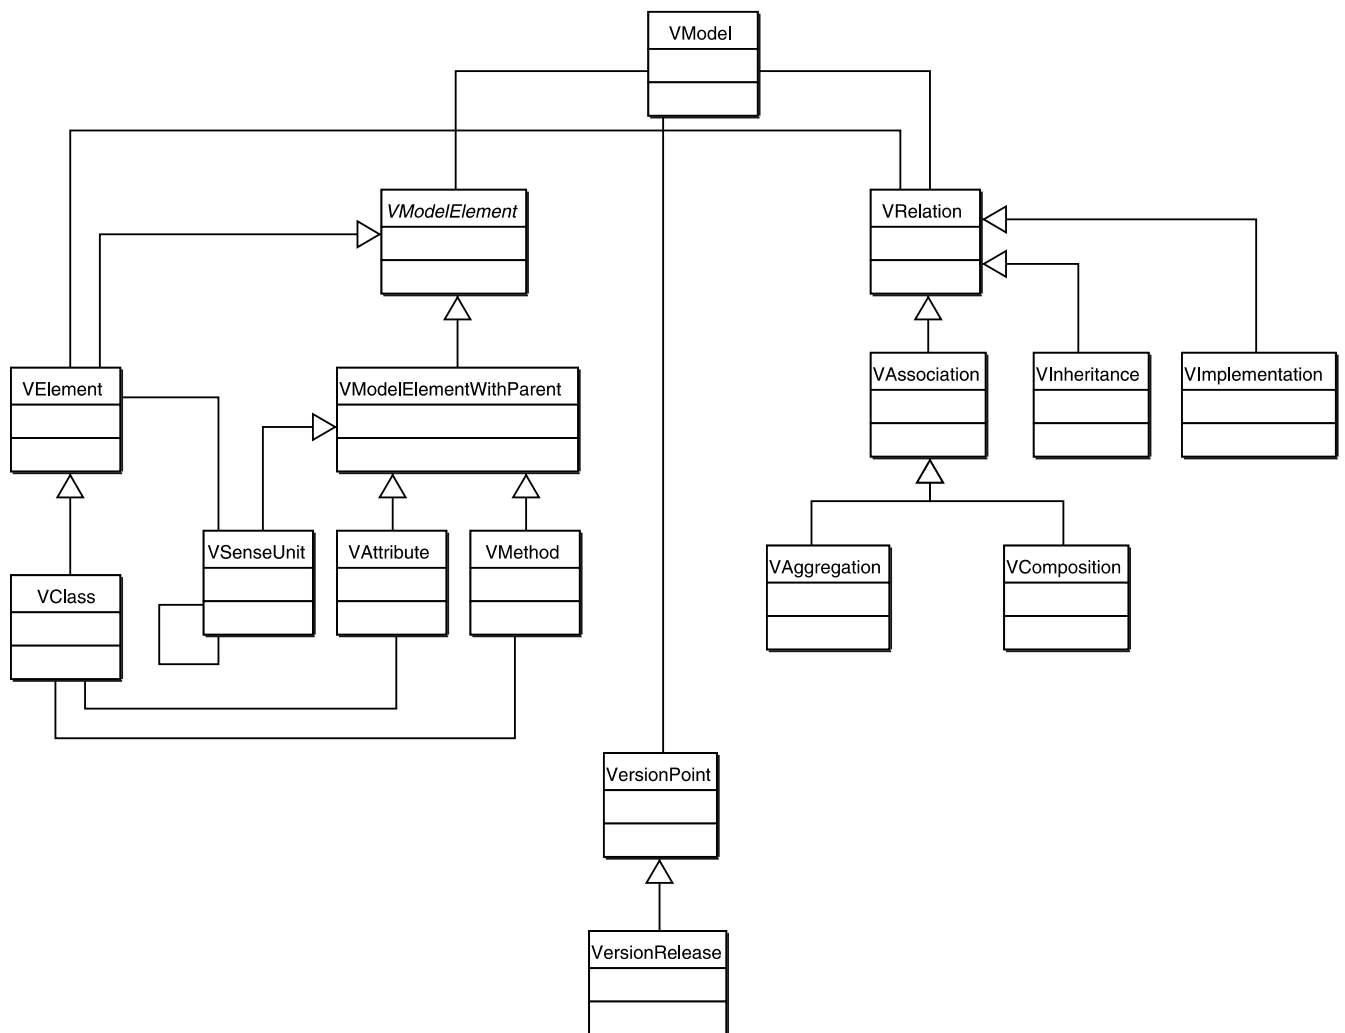 VModel
VModelElement
VRelation
VElement
VModelElementWithParent
VAssociation
VInheritance
VImplementation
VSenseUnit
VAttribute
VMethod
VAggregation
VComposition
VClass
VersionPoint
VersionRelease